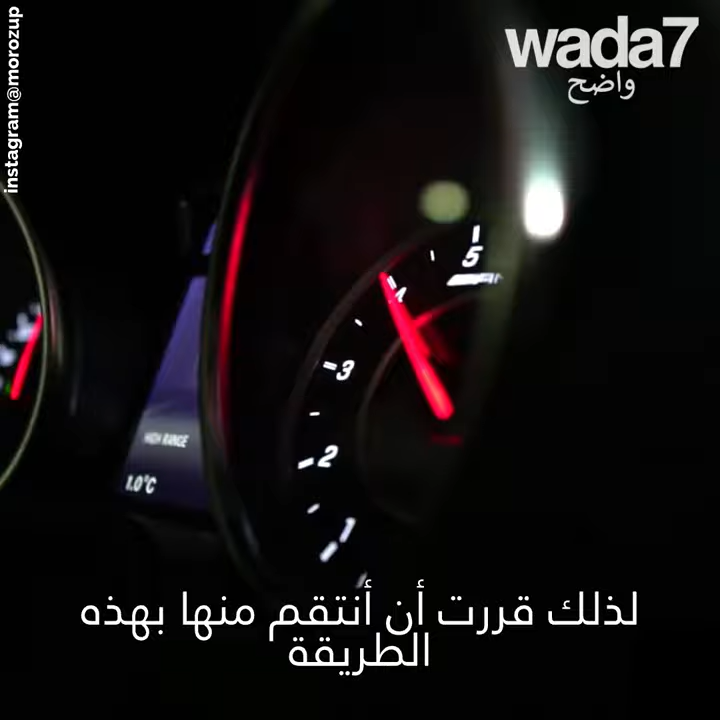 instagram@morozup
wada7
واضح
5
4
3
2
1
HIGH RANGE
1.0°C
لذلك قررت أن أنتقم منها بهذه
الطريقة